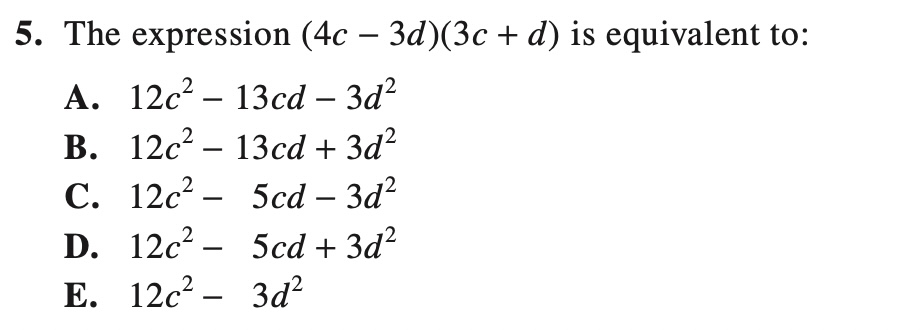 5. The expression (4c − 3d)(3c + d) is equivalent to:
A. 12c² − 13cd − 3d²
B. 12c² − 13cd + 3d²
C. 12c² − 5cd − 3d²
D. 12c² − 5cd + 3d²
E. 12c² − 3d²